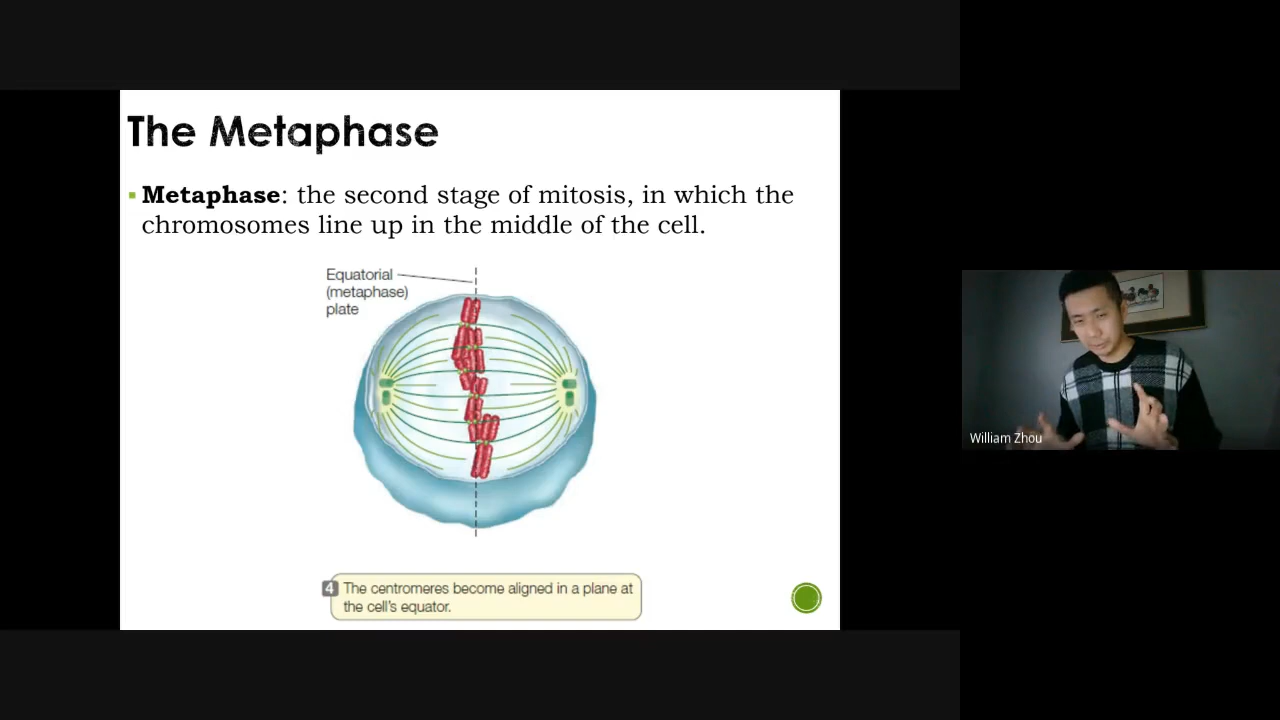 The Metaphase
▪ Metaphase: the second stage of mitosis, in which the
chromosomes line up in the middle of the cell.
Equatorial
(metaphase)
plate
4 The centromeres become aligned in a plane at
the cell's equator.
William Zhou